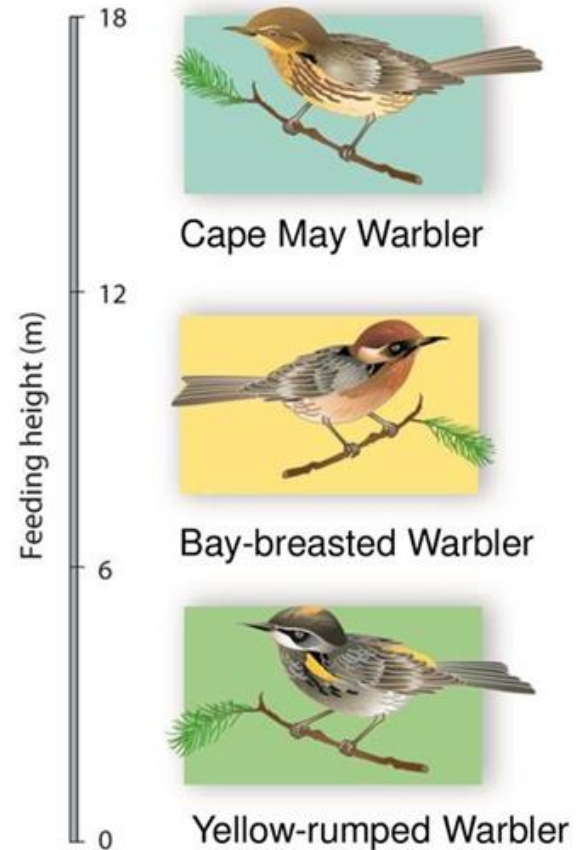 18
Cape May Warbler
12
Feeding height (m)
Bay-breasted Warbler
6
Yellow-rumped Warbler
0